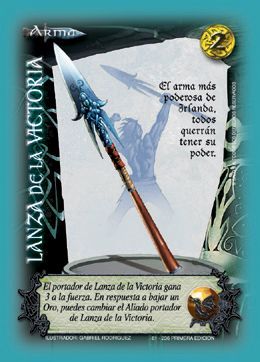 Arma
2
LANZA DE LA VICTORIA
El arma más
poderosa de
Irlanda,
todos
querrán
tener su
poder.
El portador de Lanza de la Victoria gana
3 a la fuerza. En respuesta a bajar un
Oro, puedes cambiar el Aliado portador
de Lanza de la Victoria.
ILUSTRADOR: GABRIEL RODRIGUEZ
PRIMERA EDICION